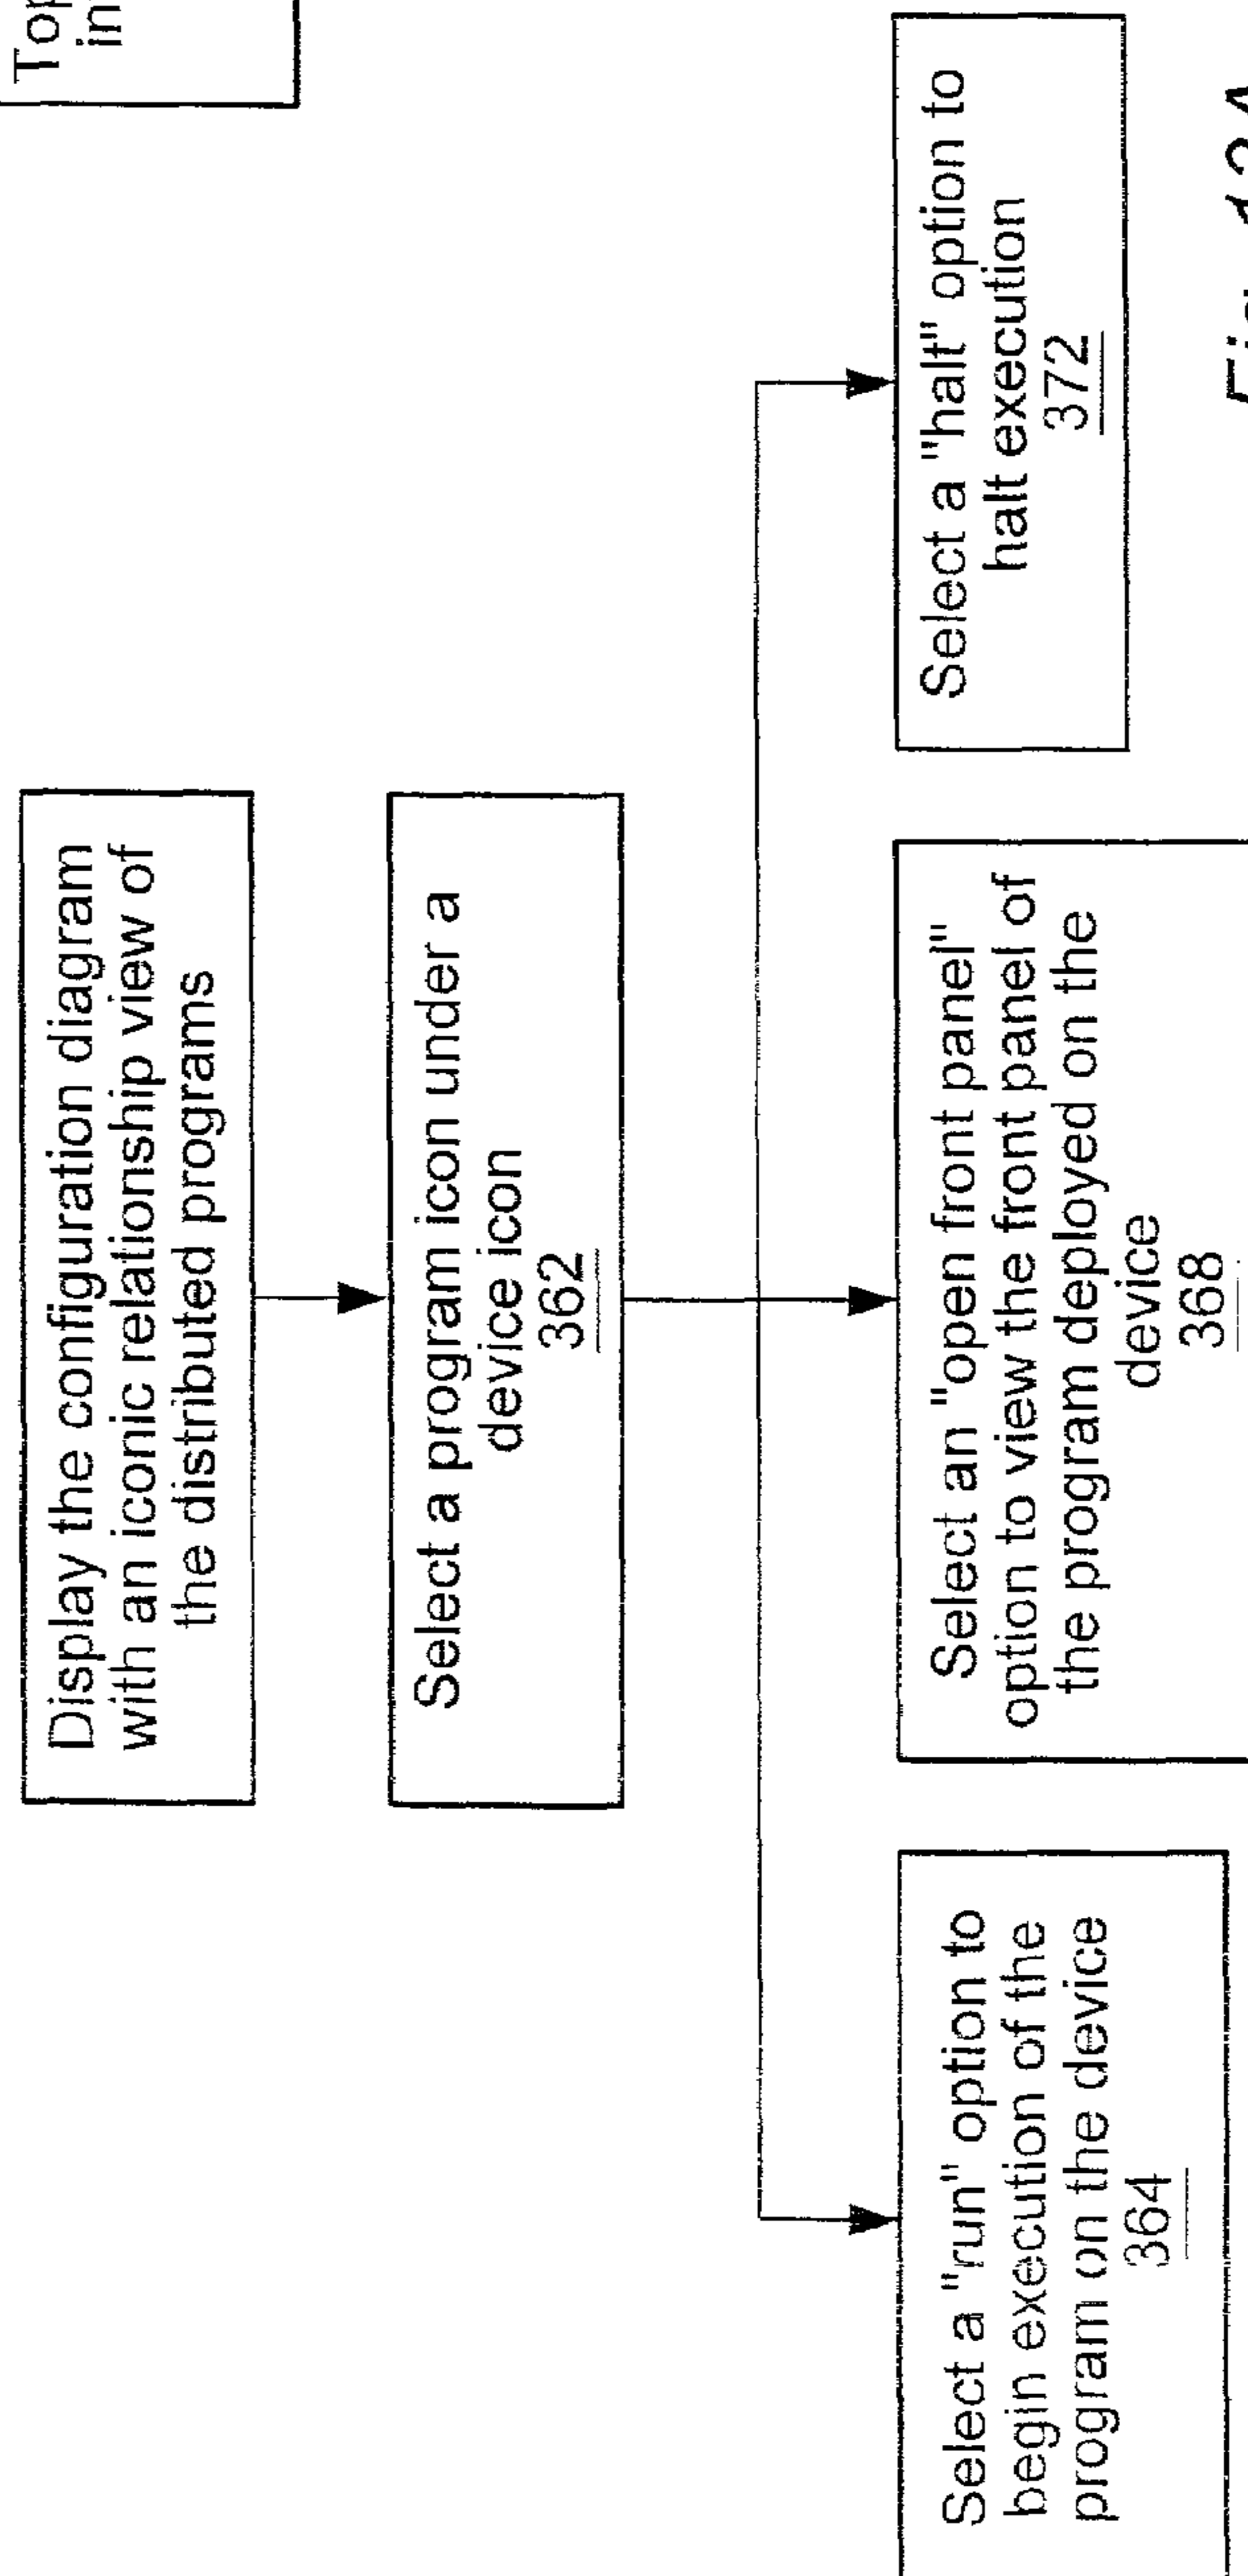 Display the configuration diagram
with an iconic relationship view of
the distributed programs
Select a program icon under a
device icon
362
Select a "run" option to
begin execution of the
program on the device
364
Select an "open front panel"
option to view the front panel of
the program deployed on the
device
368
Select a "halt" option to
halt execution
372